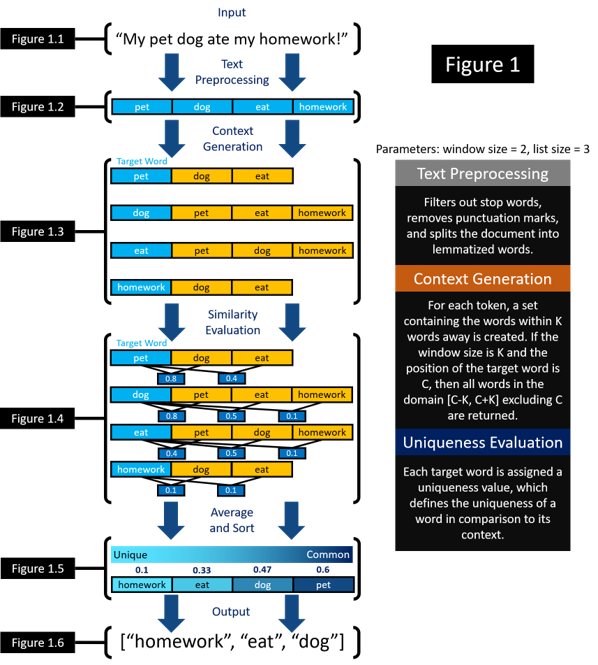 Input
Figure 1.1
“My pet dog ate my homework!”
Text
Preprocessing
Figure 1.2
pet dog eat homework
Context
Generation
Figure 1.3
Target Word
pet dog eat
dog pet eat homework
eat pet dog homework
homework dog eat
Similarity
Evaluation
Figure 1.4
Target Word
pet dog eat
0.8 0.4
dog pet eat homework
0.8 0.5 0.1
eat pet dog homework
0.4 0.5 0.1
homework dog eat
0.1 0.1
Average
and Sort
Figure 1.5
Unique Common
0.1 0.33 0.47 0.6
homework eat dog pet
Output
Figure 1.6
[“homework”, “eat”, “dog”]
Figure 1
Parameters: window size = 2, list size = 3
Text Preprocessing
Filters out stop words,
removes punctuation marks,
and splits the document into
lemmatized words.
Context Generation
For each token, a set
containing the words within K
words away is created. If the
window size is K and the
position of the target word is
C, then all words in the
domain [C-K, C+K] excluding C
are returned.
Uniqueness Evaluation
Each target word is assigned a
uniqueness value, which
defines the uniqueness of a
word in comparison to its
context.